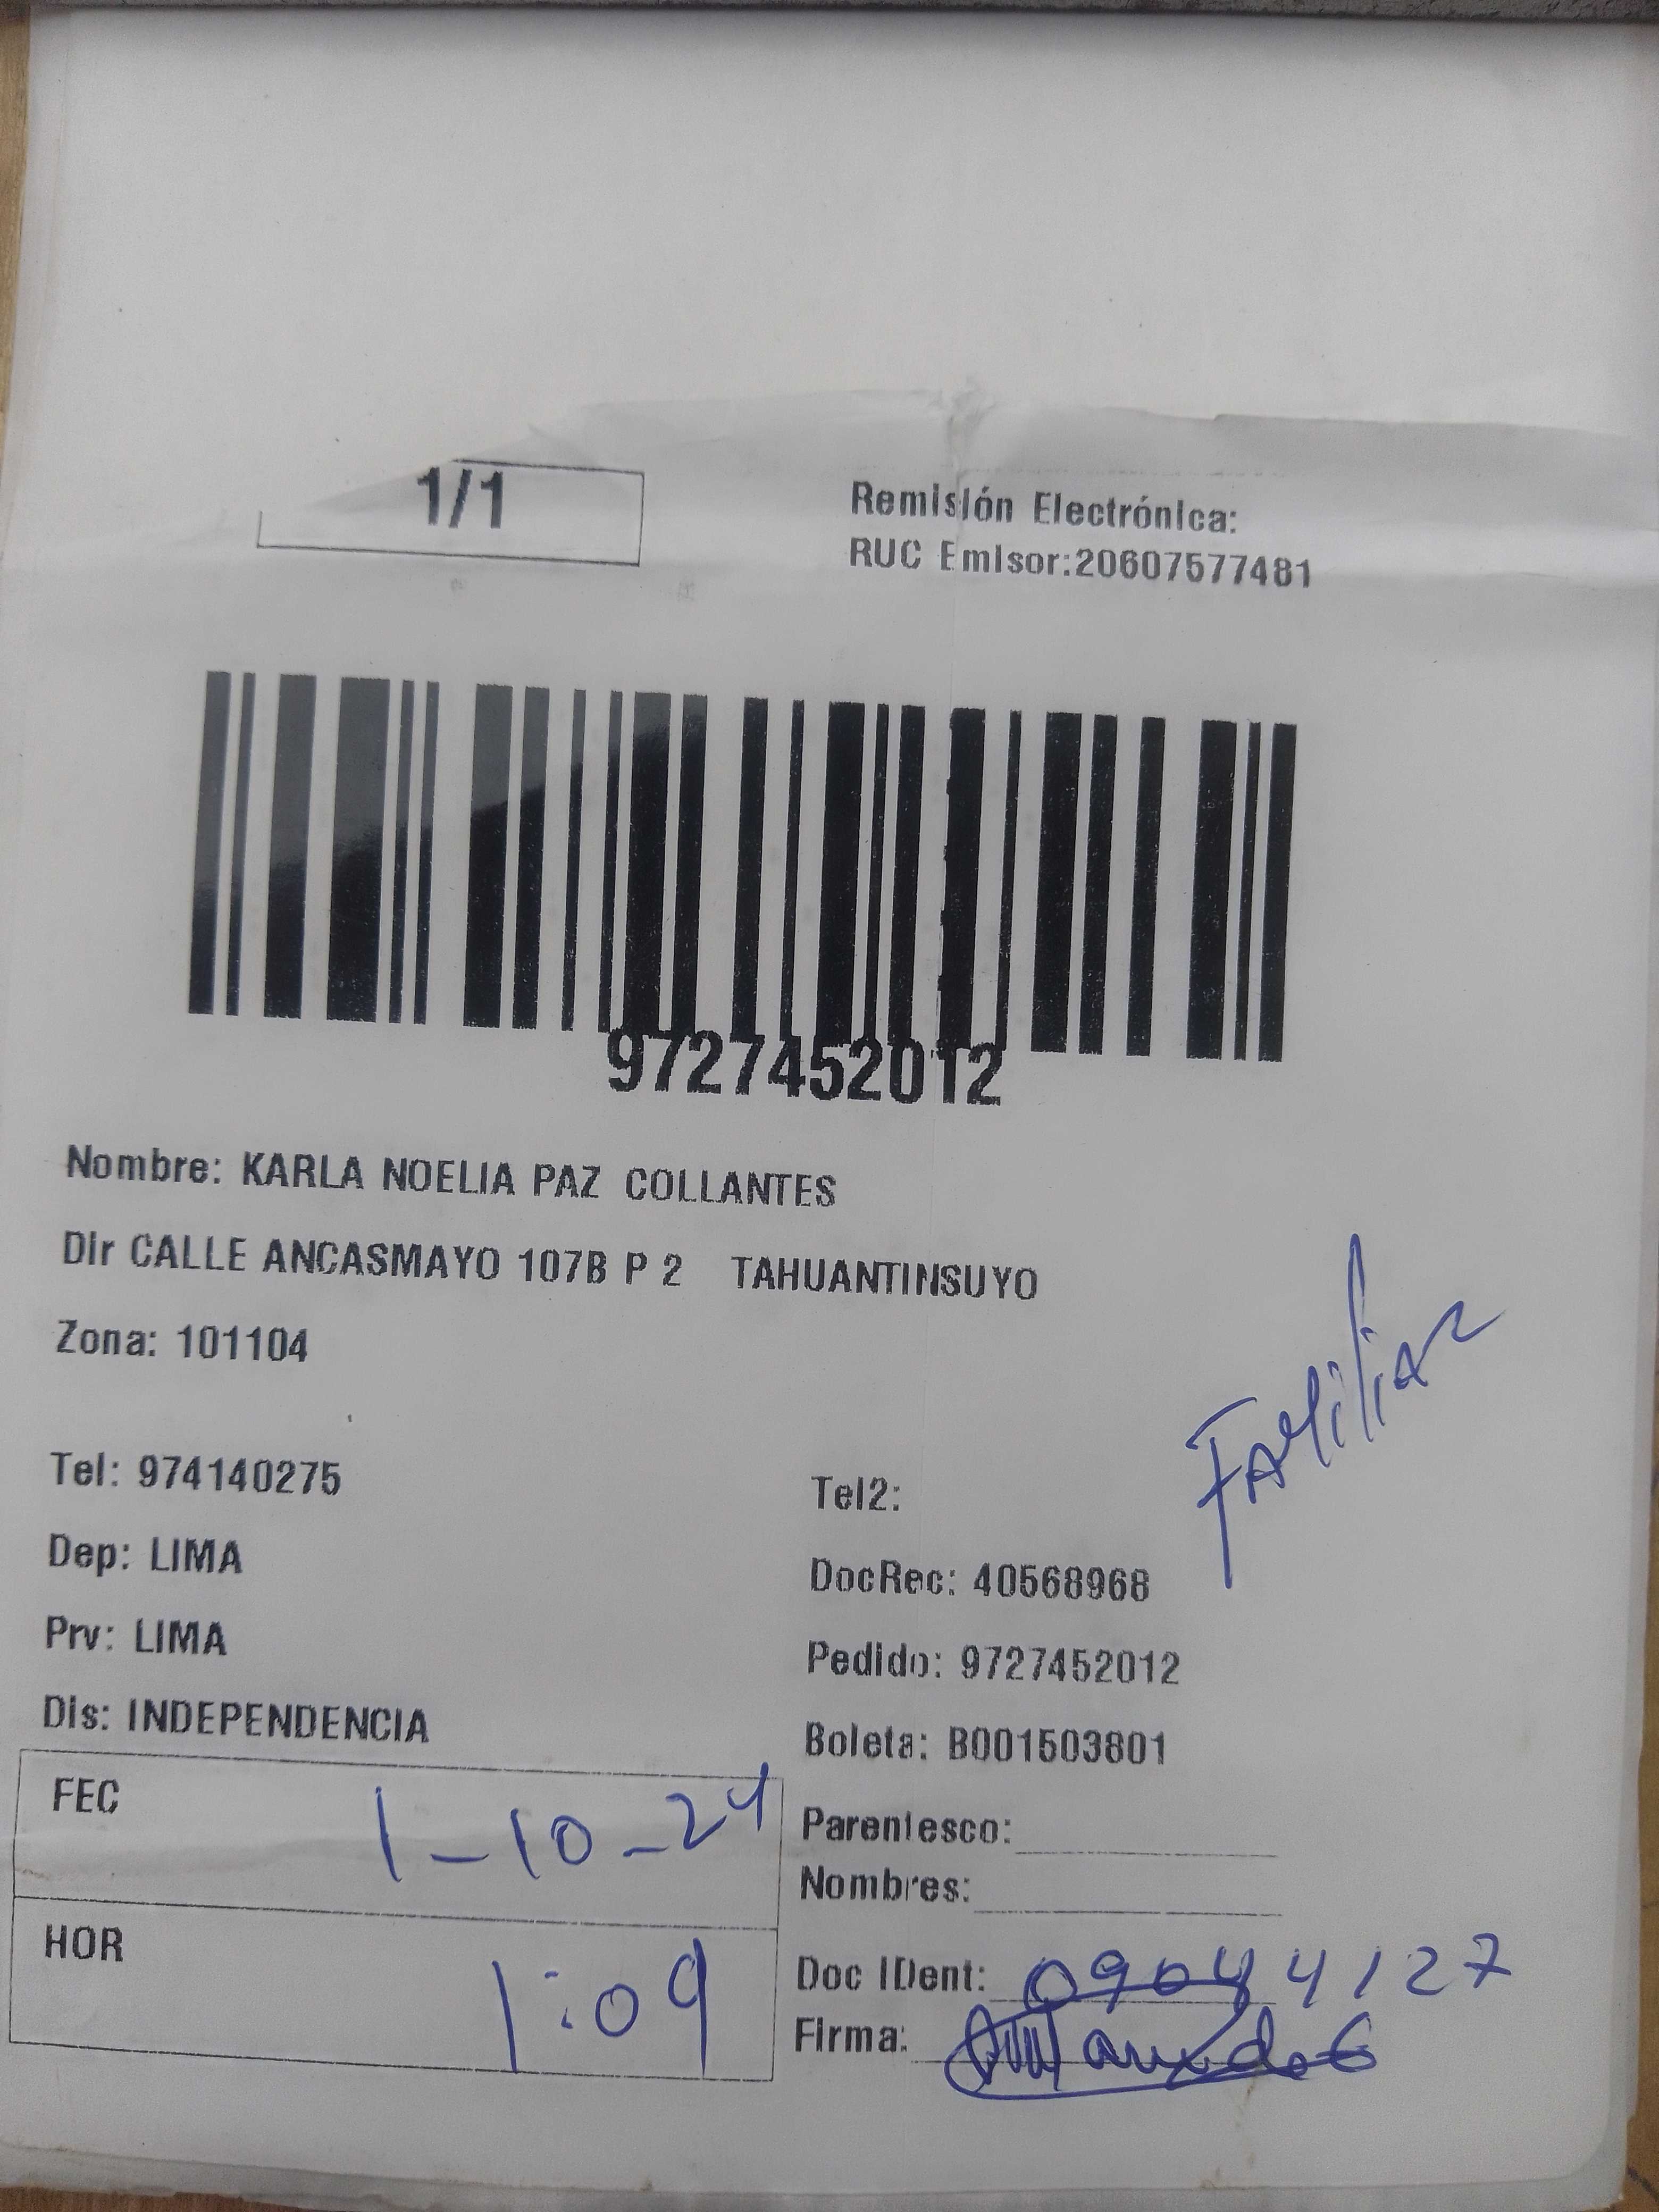 1/1
Remisión Electrónica:
RUC Emisor:20607577481
9727452012
Nombre: KARLA NOELIA PAZ COLLANTES
Dir CALLE ANCASMAYO 107B P 2 TAHUANTINSUYO
Zona: 101104
Familiar
Tel: 974140275
Tel2:
Dep: LIMA
DocRec: 40568968
Prv: LIMA
Pedido: 9727452012
Dis: INDEPENDENCIA
Boleta: B001503801
FEC 1-10-24
Parentesco:
Nombres:
HOR 1:09
Doc IDent: 09044127
Firma: